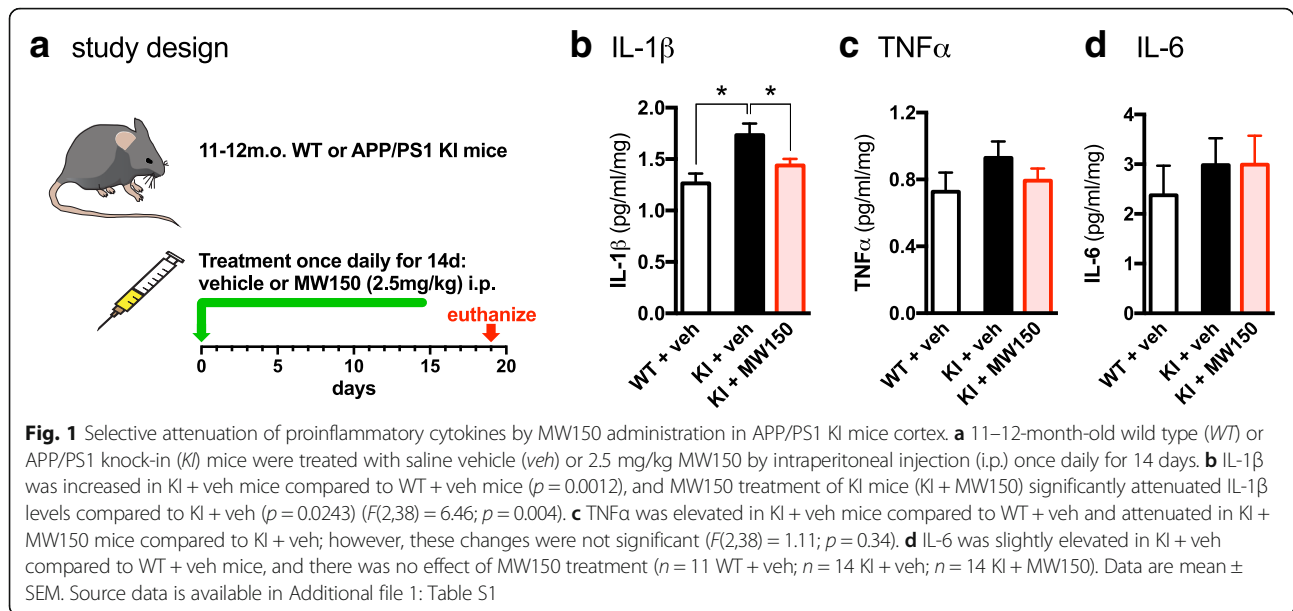 a study design
11-12m.o. WT or APP/PS1 KI mice
Treatment once daily for 14d:
vehicle or MW150 (2.5mg/kg) i.p.
euthanize
0 5 10 15 20
days
b IL-1β
* *
2.0
1.5
1.0
0.5
0.0
IL-1β (pg/ml/mg)
WT + veh
KI + veh
KI + MW150
c TNFα
1.2
0.8
0.4
0.0
TNFα (pg/ml/mg)
WT + veh
KI + veh
KI + MW150
d IL-6
4
3
2
1
0
IL-6 (pg/ml/mg)
WT + veh
KI + veh
KI + MW150
Fig. 1 Selective attenuation of proinflammatory cytokines by MW150 administration in APP/PS1 KI mice cortex. a 11–12-month-old wild type (WT) or
APP/PS1 knock-in (KI) mice were treated with saline vehicle (veh) or 2.5 mg/kg MW150 by intraperitoneal injection (i.p.) once daily for 14 days. b IL-1β
was increased in KI + veh mice compared to WT + veh mice (p = 0.0012), and MW150 treatment of KI mice (KI + MW150) significantly attenuated IL-1β
levels compared to KI + veh (p = 0.0243) (F(2,38) = 6.46; p = 0.004). c TNFα was elevated in KI + veh mice compared to WT + veh and attenuated in KI +
MW150 mice compared to KI + veh; however, these changes were not significant (F(2,38) = 1.11; p = 0.34). d IL-6 was slightly elevated in KI + veh
compared to WT + veh mice, and there was no effect of MW150 treatment (n = 11 WT + veh; n = 14 KI + veh; n = 14 KI + MW150). Data are mean ±
SEM. Source data is available in Additional file 1: Table S1